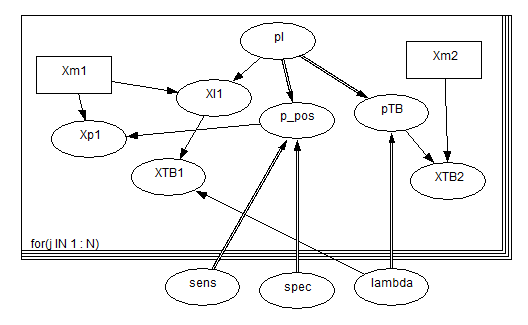 pI
Xm1
Xm2
XI1
p_pos
pTB
Xp1
XTB1
XTB2
for(j IN 1 : N)
sens
spec
lambda